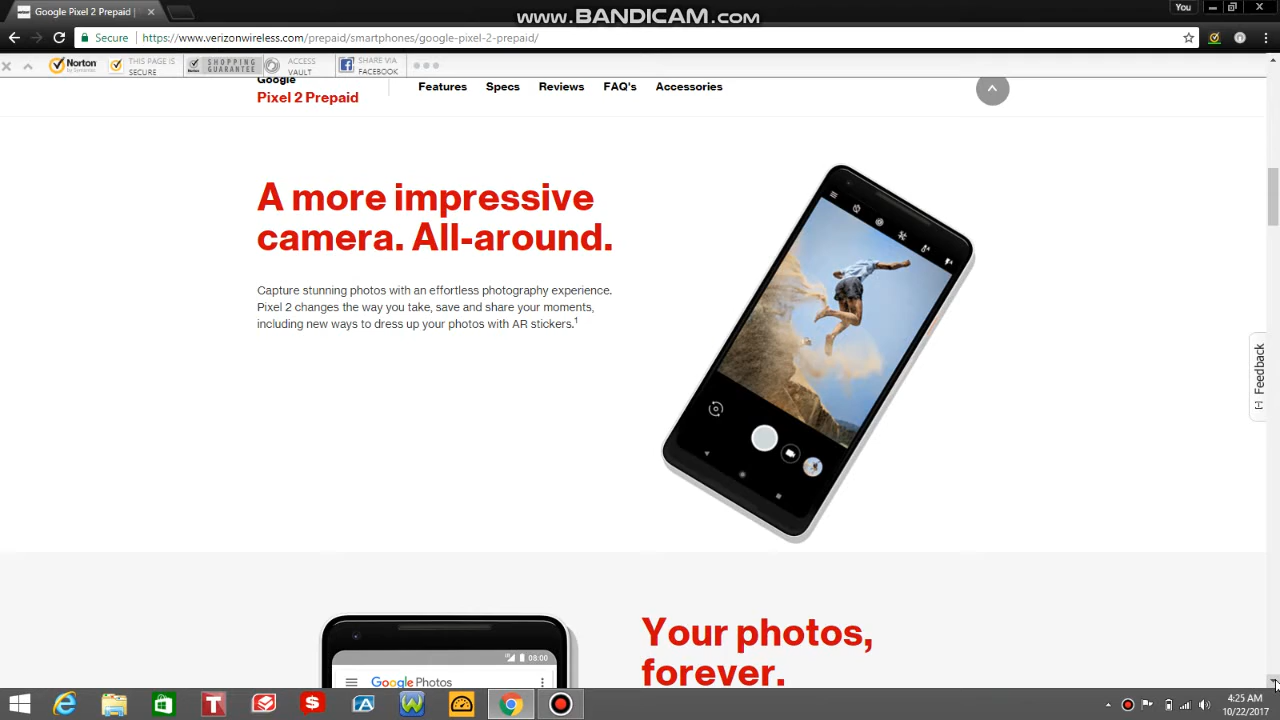 Google Pixel 2 Prepaid |
www.BANDICAM.com
You
Secure
https://www.verizonwireless.com/prepaid/smartphones/google-pixel-2-prepaid/
Norton
by Symantec
THIS PAGE IS
SECURE
SHOPPING
GUARANTEE
ACCESS
VAULT
SHARE VIA
FACEBOOK
Google
Pixel 2 Prepaid
Features
Specs
Reviews
FAQ's
Accessories
A more impressive
camera. All-around.
Capture stunning photos with an effortless photography experience.
Pixel 2 changes the way you take, save and share your moments,
including new ways to dress up your photos with AR stickers.1
[-] Feedback
08:00
Google Photos
Your photos,
forever.
4:25 AM
10/22/2017